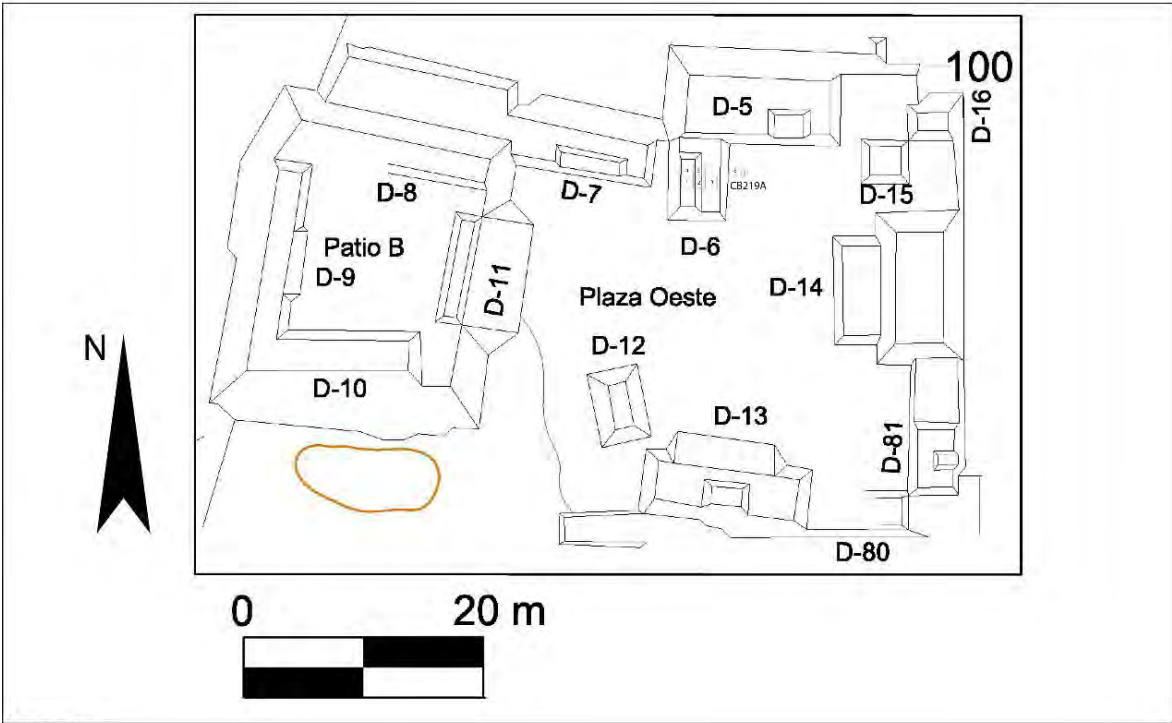 100
D-5
D-16
CB219A
D-8
D-7
D-15
D-6
Patio B
D-9
D-11
Plaza Oeste
D-14
N
D-12
D-10
D-13
D-81
D-80
0
20 m